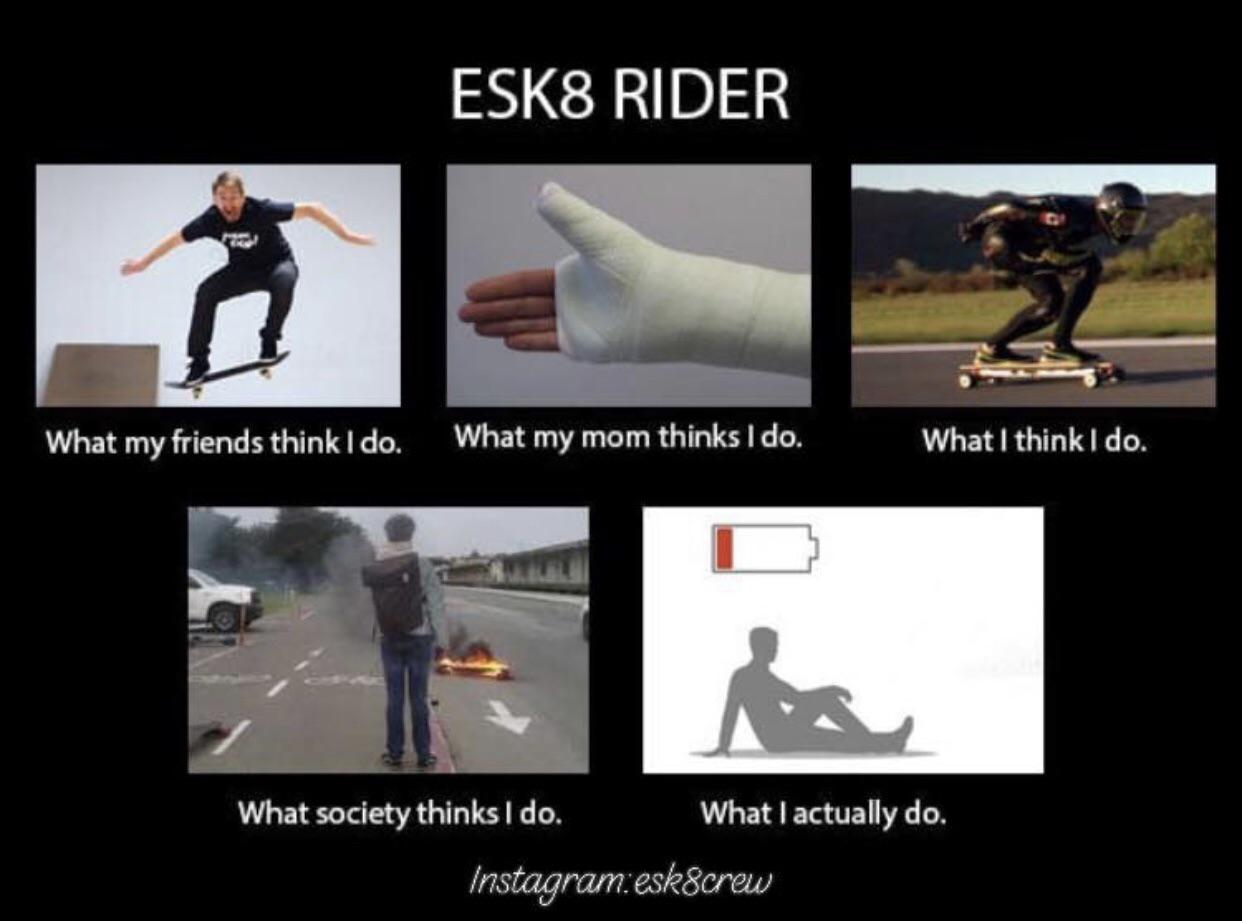 ESK8 RIDER
What my friends think I do.
What my mom thinks I do.
What I think I do.
What society thinks I do.
What I actually do.
Instagram:esk8crew